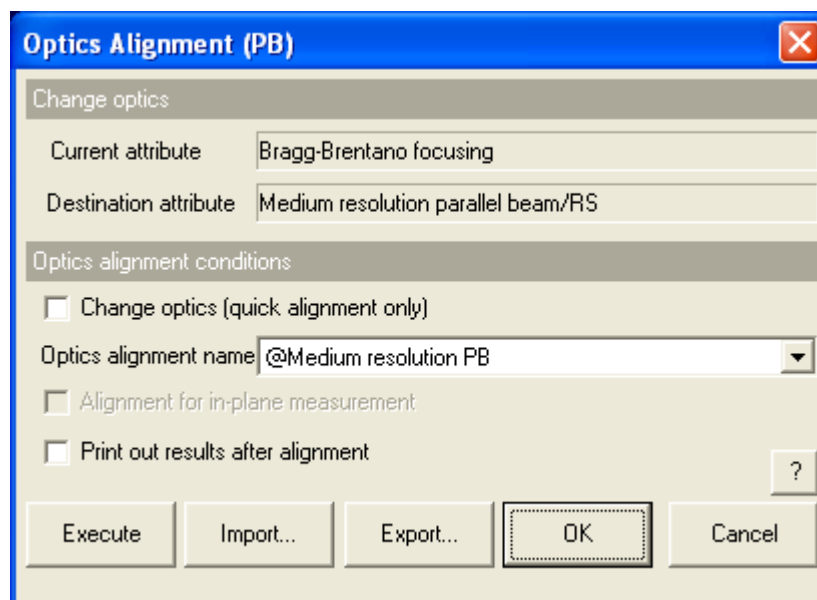 Optics Alignment (PB)
Change optics
Current attribute Bragg-Brentano focusing
Destination attribute Medium resolution parallel beam/RS
Optics alignment conditions
Change optics (quick alignment only)
Optics alignment name @Medium resolution PB
Alignment for in-plane measurement
Print out results after alignment
?
Execute Import... Export... OK Cancel